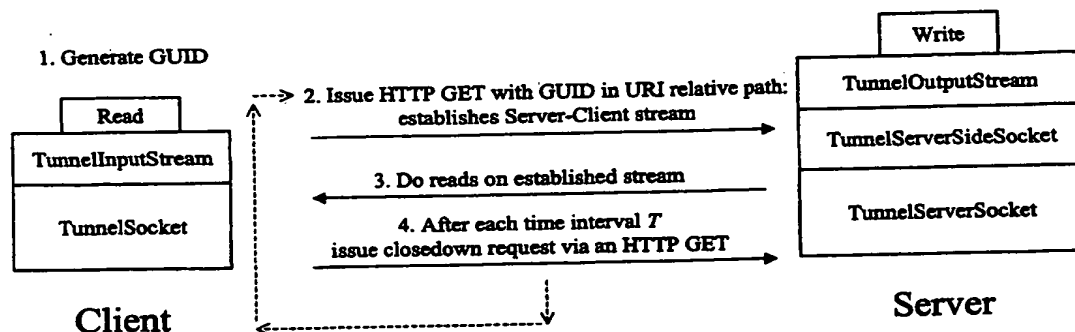 1. Generate GUID
Read
TunnelInputStream
TunnelSocket
Client
2. Issue HTTP GET with GUID in URI relative path:
establishes Server-Client stream
3. Do reads on established stream
4. After each time interval T
issue closedown request via an HTTP GET
Write
TunnelOutputStream
TunnelServerSideSocket
TunnelServerSocket
Server